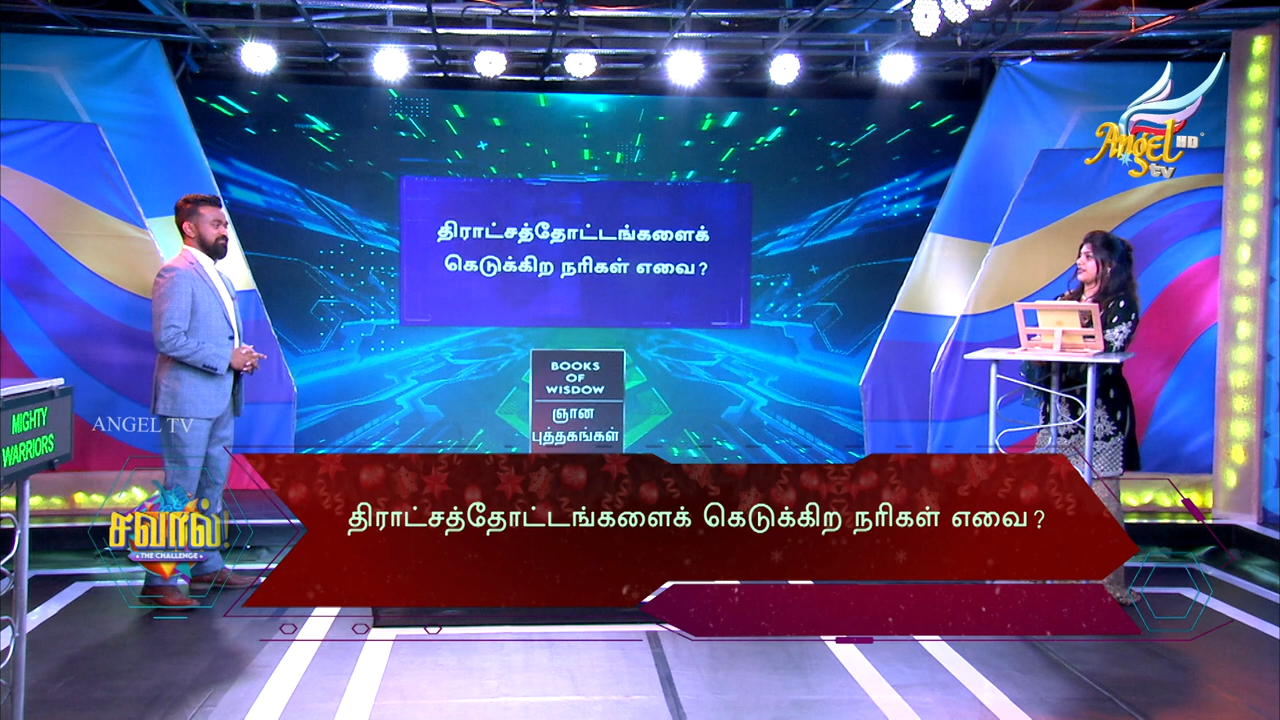 Angel HD
tv
திராட்சத்தோட்டங்களைக்
கெடுக்கிற நரிகள் எவை?
BOOKS
OF
WISDOW
ஞான
புத்தகங்கள்
MIGHTY
WARRIORS
ANGEL TV
சவால்!
THE CHALLENGE
திராட்சத்தோட்டங்களைக் கெடுக்கிற நரிகள் எவை?